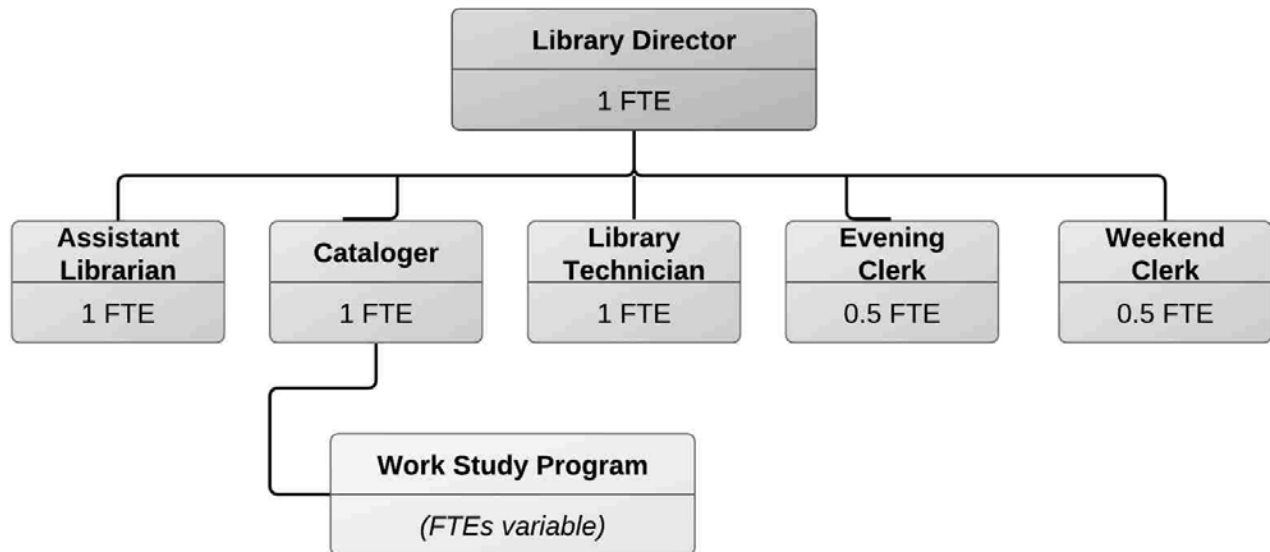 Library Director
1 FTE
Assistant
Librarian
1 FTE
Cataloger
1 FTE
Library
Technician
1 FTE
Evening
Clerk
0.5 FTE
Weekend
Clerk
0.5 FTE
Work Study Program
(FTEs variable)